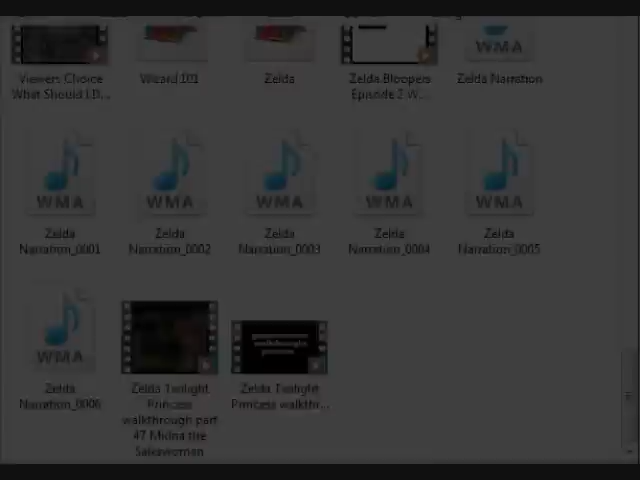 Viewers Choice
What Should I D...
Wizard 101
Zelda
Zelda Bloopers
Episode 2 W...
Zelda Narration
WMA
WMA
WMA
WMA
WMA
WMA
Zelda
Narration_0001
Zelda
Narration_0002
Zelda
Narration_0003
Zelda
Narration_0004
Zelda
Narration_0005
WMA
Zelda
Narration_0006
Zelda Twilight
Princess
walkthrough part
47 Midna the
Saleswoman
Zelda Twilight
Princess walkthr...